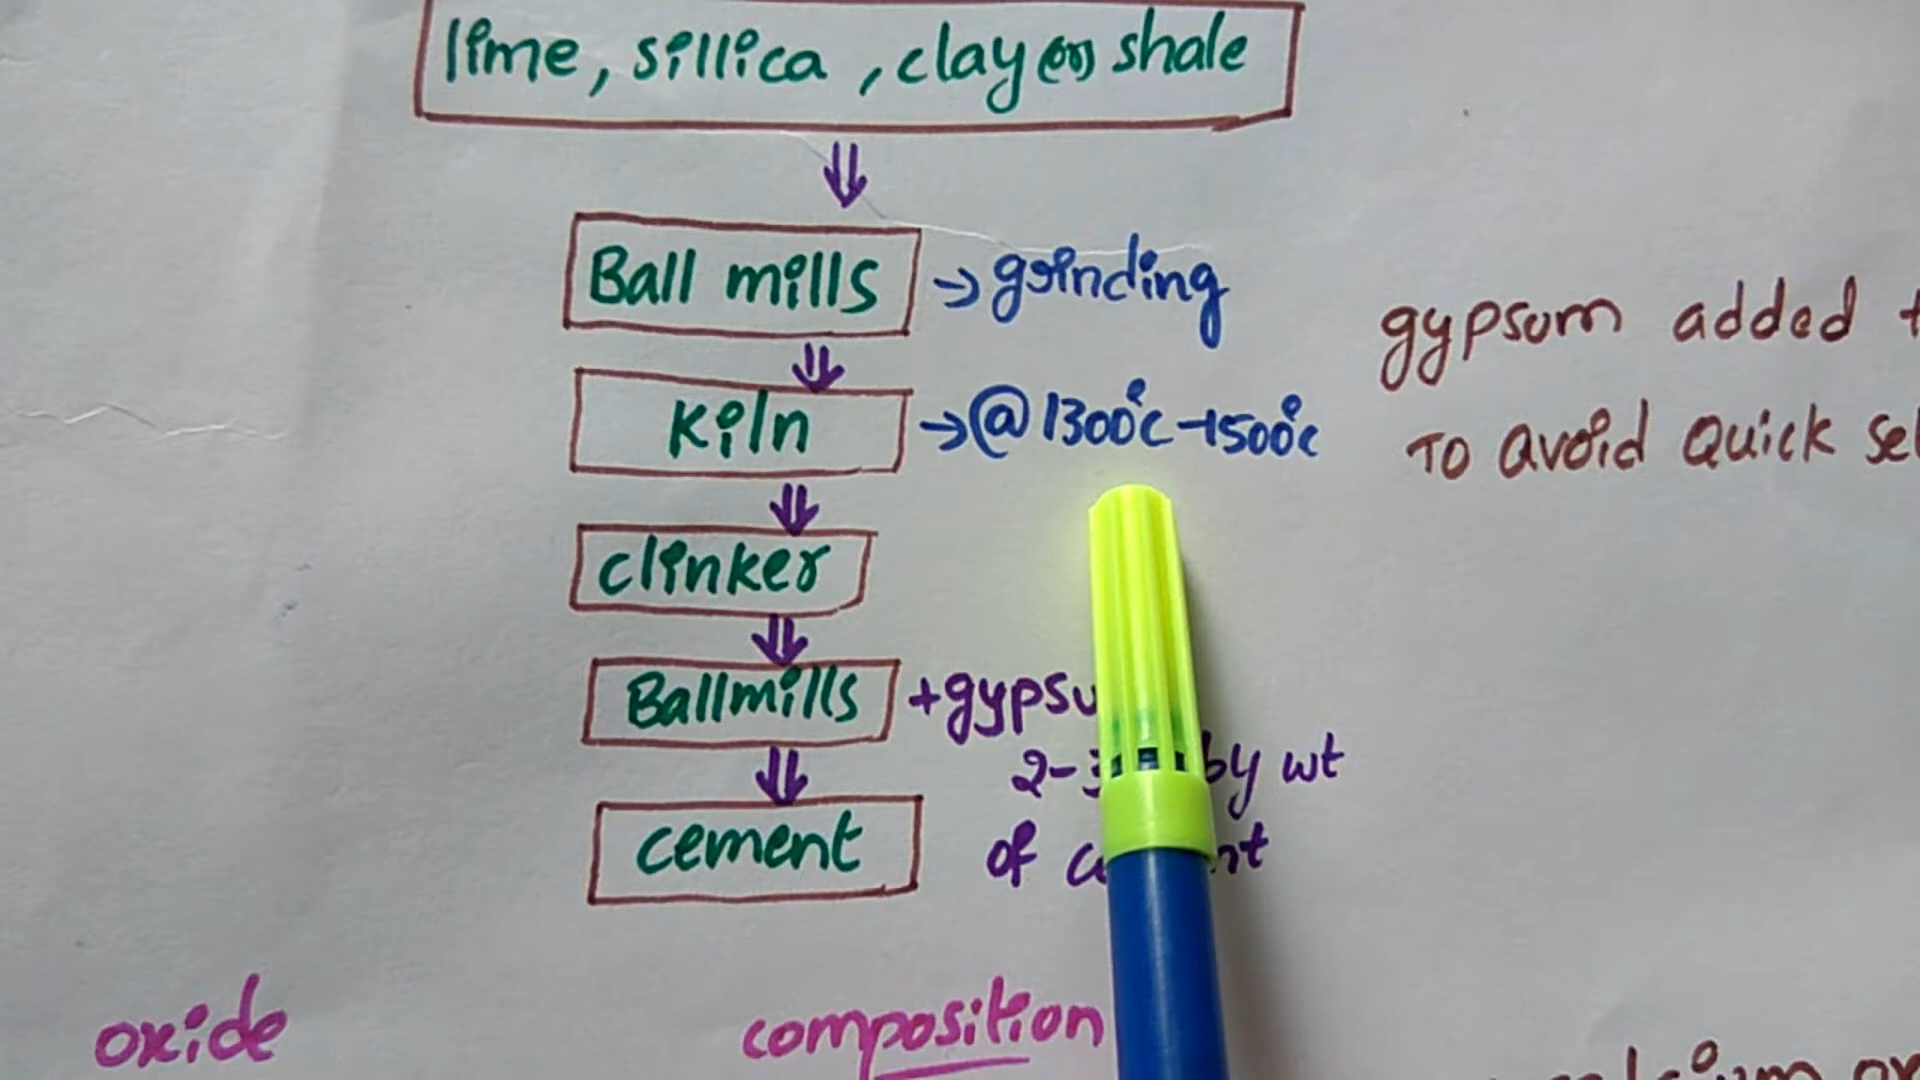 lime, sillica, clay (or) shale
Ball mills → grinding
kiln → @ 1300°c - 1500°c
gypsum added
To avoid Quick
clinker
Ballmills
by wt
of
cement
oxide
composition